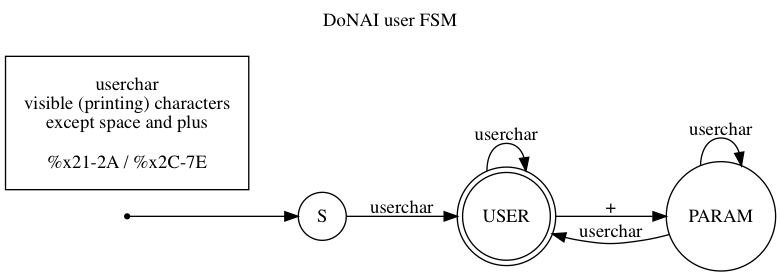 DoNAI user FSM
userchar
visible (printing) characters
except space and plus
%x21-2A / %x2C-7E
S
userchar
userchar
USER
+
userchar
userchar
PARAM